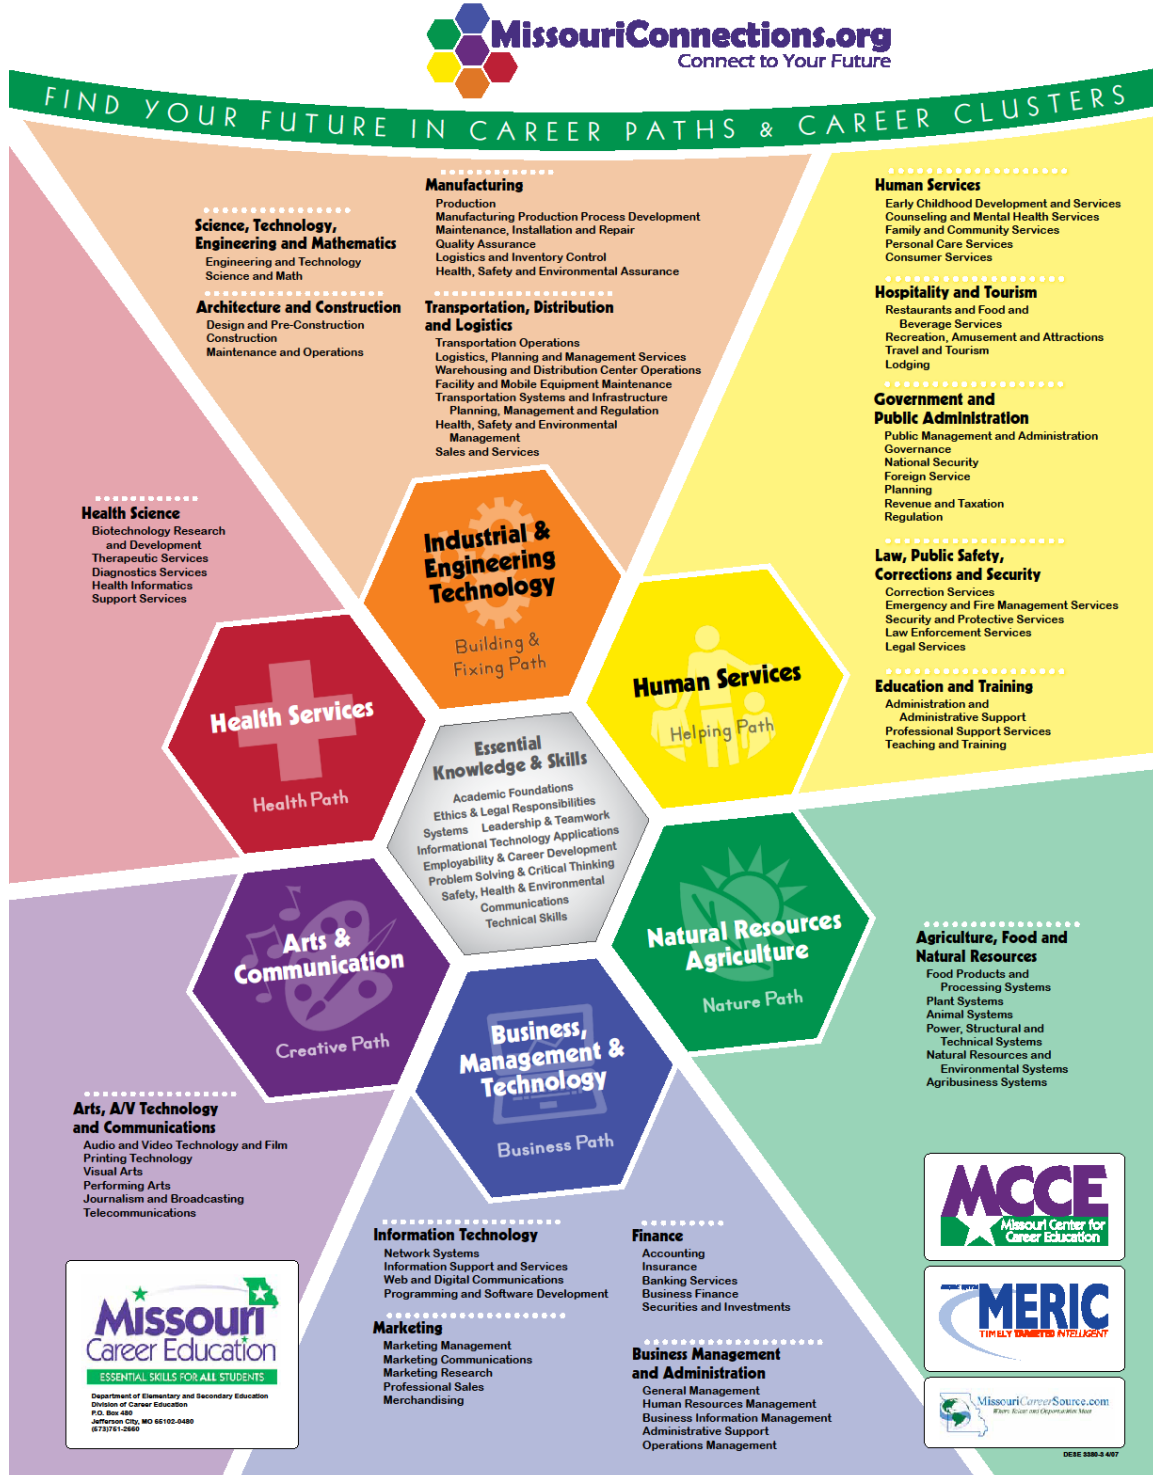 MissouriConnections.org
Connect to Your Future
FIND YOUR FUTURE IN CAREER PATHS & CAREER CLUSTERS
Science, Technology,
Engineering and Mathematics
Engineering and Technology
Science and Math
Architecture and Construction
Design and Pre-Construction
Construction
Maintenance and Operations
Manufacturing
Production
Manufacturing Production Process Development
Maintenance, Installation and Repair
Quality Assurance
Logistics and Inventory Control
Health, Safety and Environmental Assurance
Transportation, Distribution
and Logistics
Transportation Operations
Logistics, Planning and Management Services
Warehousing and Distribution Center Operations
Facility and Mobile Equipment Maintenance
Transportation Systems and Infrastructure
Planning, Management and Regulation
Health, Safety and Environmental
Management
Sales and Services
Human Services
Early Childhood Development and Services
Counseling and Mental Health Services
Family and Community Services
Personal Care Services
Consumer Services
Hospitality and Tourism
Restaurants and Food and
Beverage Services
Recreation, Amusement and Attractions
Travel and Tourism
Lodging
Government and
Public Administration
Public Management and Administration
Governance
National Security
Foreign Service
Planning
Revenue and Taxation
Regulation
Law, Public Safety,
Corrections and Security
Correction Services
Emergency and Fire Management Services
Security and Protective Services
Law Enforcement Services
Legal Services
Education and Training
Administration and
Administrative Support
Professional Support Services
Teaching and Training
Health Science
Biotechnology Research
and Development
Therapeutic Services
Diagnostics Services
Health Informatics
Support Services
Industrial &
Engineering
Technology
Building &
Fixing Path
Human Services
Helping Path
Health Services
Health Path
Essential
Knowledge & Skills
Academic Foundations
Ethics & Legal Responsibilities
Systems Leadership & Teamwork
Informational Technology Applications
Employability & Career Development
Problem Solving & Critical Thinking
Safety, Health & Environmental
Communications
Technical Skills
Arts &
Communication
Creative Path
Natural Resources
Agriculture
Nature Path
Business,
Management &
Technology
Business Path
Agriculture, Food and
Natural Resources
Food Products and
Processing Systems
Plant Systems
Animal Systems
Power, Structural and
Technical Systems
Natural Resources and
Environmental Systems
Agribusiness Systems
Arts, A/V Technology
and Communications
Audio and Video Technology and Film
Printing Technology
Visual Arts
Performing Arts
Journalism and Broadcasting
Telecommunications
Information Technology
Network Systems
Information Support and Services
Web and Digital Communications
Programming and Software Development
Marketing
Marketing Management
Marketing Communications
Marketing Research
Professional Sales
Merchandising
Finance
Accounting
Insurance
Banking Services
Business Finance
Securities and Investments
Business Management
and Administration
General Management
Human Resources Management
Business Information Management
Administrative Support
Operations Management
Missouri
Career Education
ESSENTIAL SKILLS FOR ALL STUDENTS
Department of Elementary and Secondary Education
Division of Career Education
P.O. Box 480
Jefferson City, MO 65102-0480
(573)751-2660
MCCE
Missouri Center for
Career Education
MERIC
TIMELY TARGETED INTELLIGENT
MissouriCareerSource.com
Where Talent and Opportunities Meet
DESE 3380-3 4/07